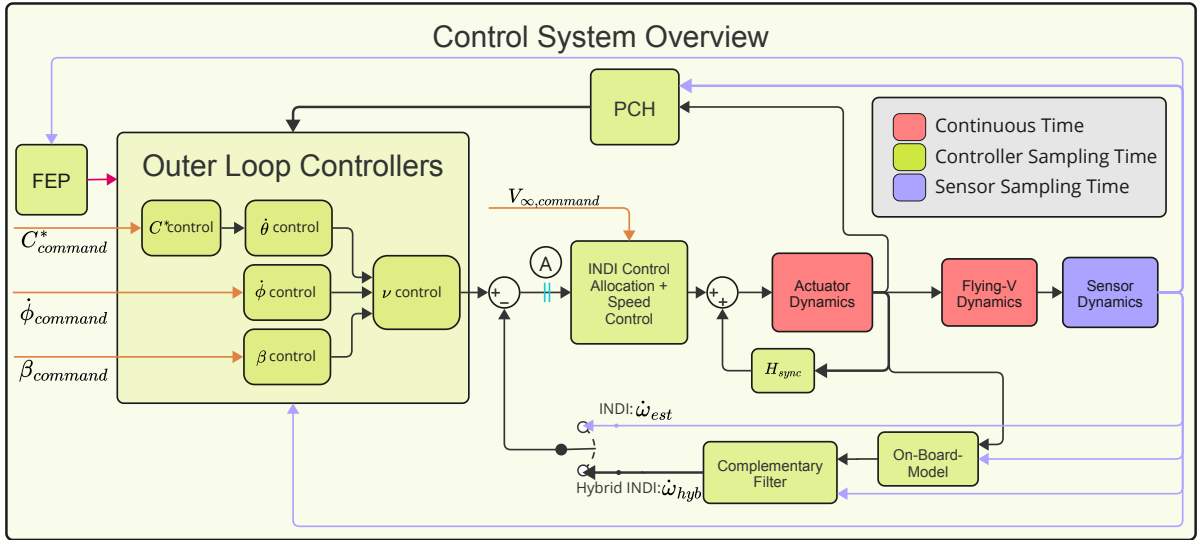 Control System Overview
PCH
Continuous Time
Controller Sampling Time
Sensor Sampling Time
FEP
Outer Loop Controllers
C* control
θ̇ control
ϕ̇ control
β control
ν control
C*command
ϕ̇command
βcommand
V∞,command
A
+
−
INDI Control
Allocation +
Speed
Control
+
+
Actuator
Dynamics
Flying-V
Dynamics
Sensor
Dynamics
Hsync
INDI: ω̇est
Hybrid INDI: ω̇hyb
Complementary
Filter
On-Board-
Model